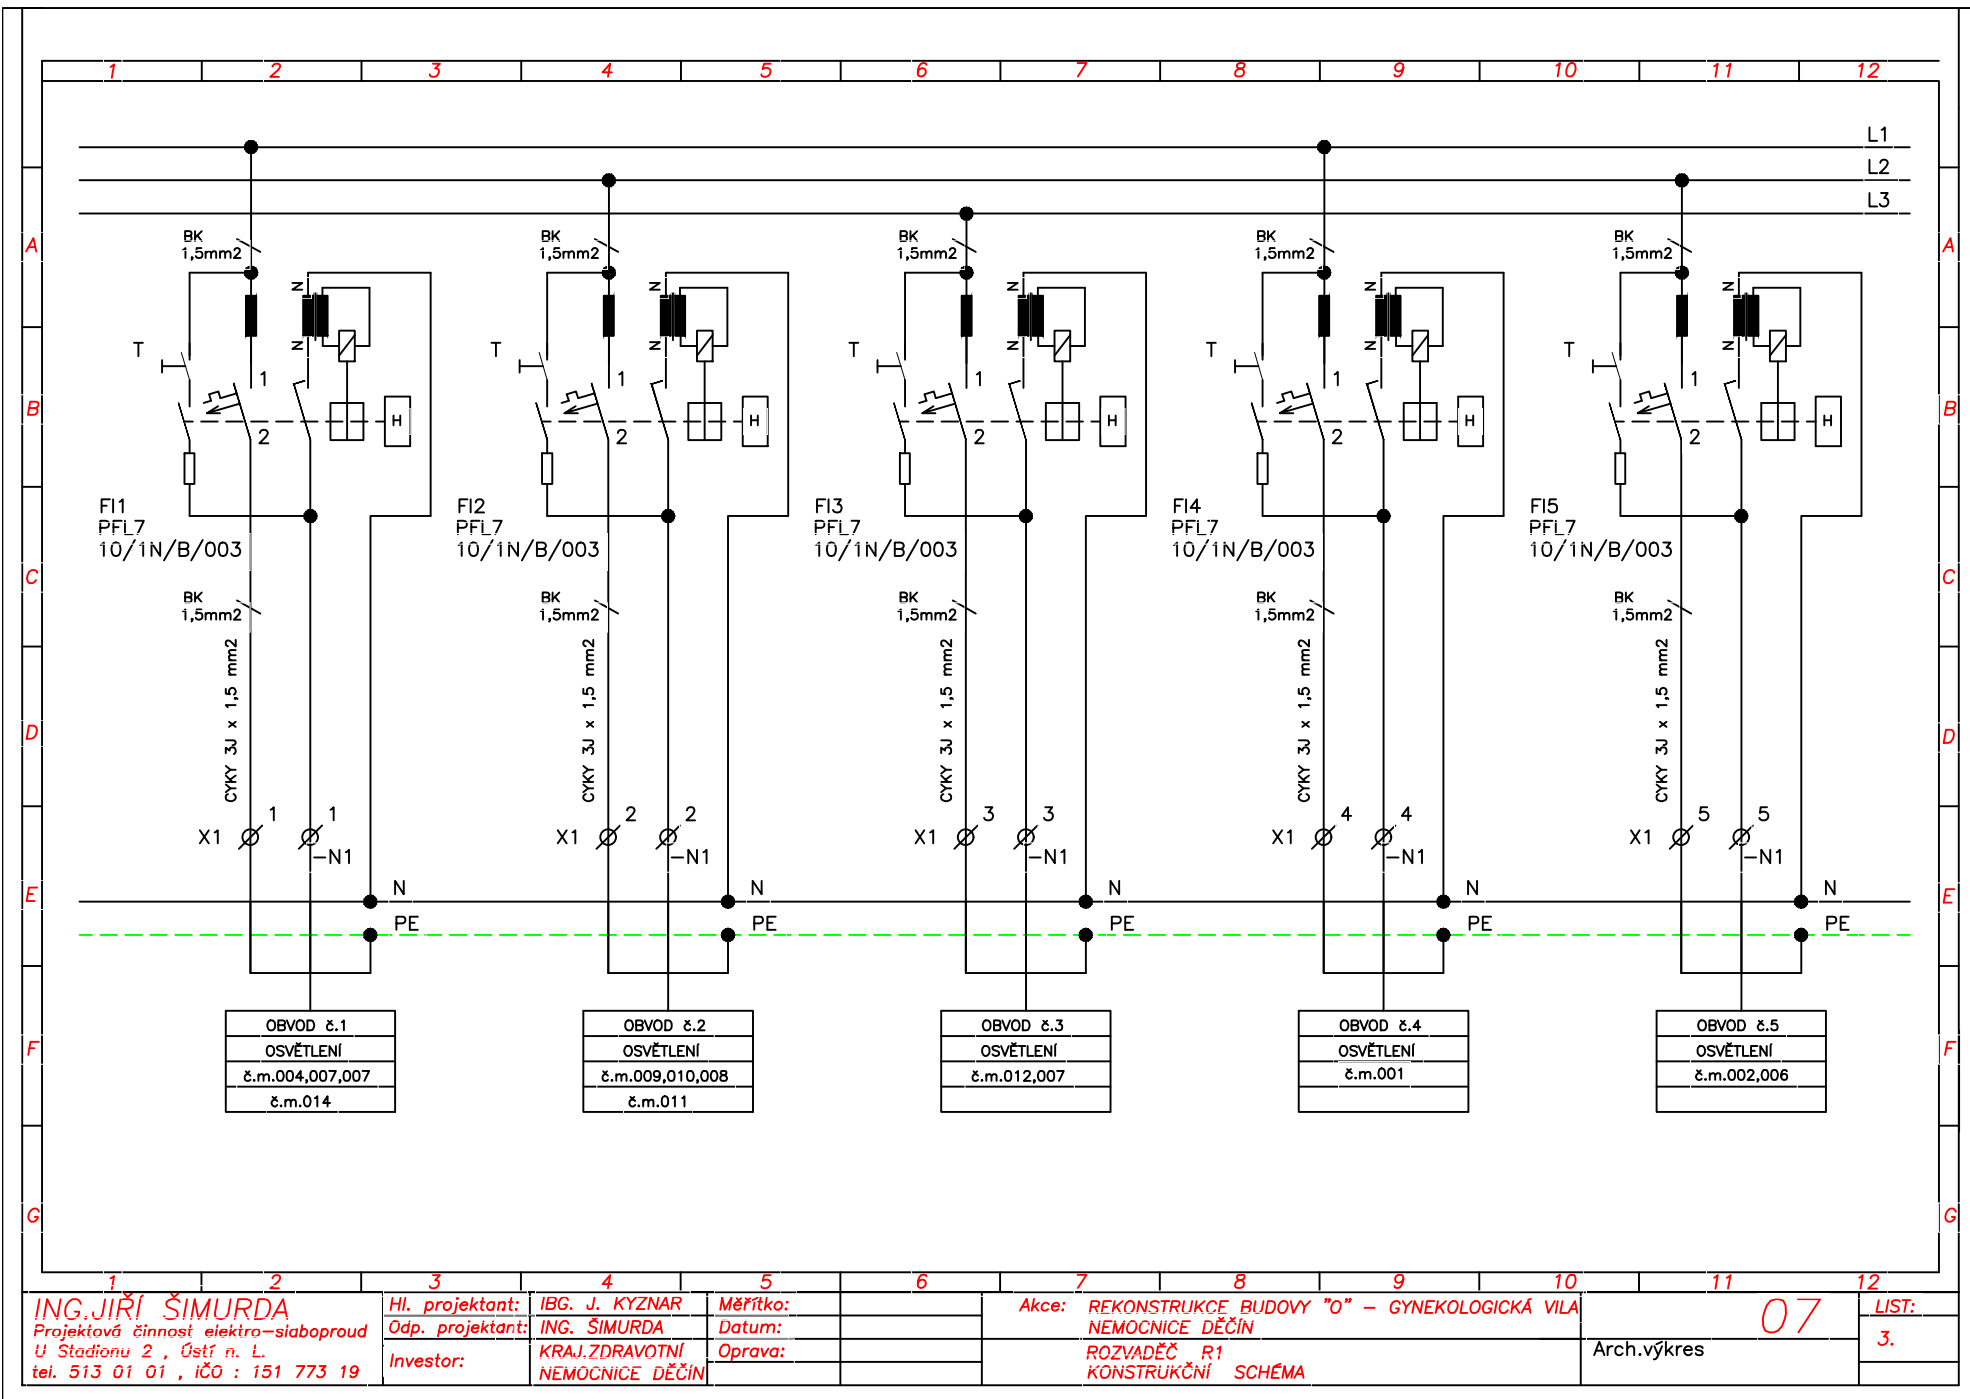 1 2 3 4 5 6 7 8 9 10 11 12
L1
L2
L3
A A
BK BK BK BK BK
1,5mm2 1,5mm2 1,5mm2 1,5mm2 1,5mm2
N N N N N
N N N N N
T T T T T
1 1 1 1 1
B B
H H H H H
2 2 2 2 2
FI1 FI2 FI3 FI4 FI5
PFL7 PFL7 PFL7 PFL7 PFL7
10/1N/B/003 10/1N/B/003 10/1N/B/003 10/1N/B/003 10/1N/B/003
C C
BK BK BK BK BK
1,5mm2 1,5mm2 1,5mm2 1,5mm2 1,5mm2
CYKY 3J x 1,5 mm2 CYKY 3J x 1,5 mm2 CYKY 3J x 1,5 mm2 CYKY 3J x 1,5 mm2 CYKY 3J x 1,5 mm2
D D
1 1 2 2 3 3 4 4 5 5
X1 X1 X1 X1 X1
-N1 -N1 -N1 -N1 -N1
E N N N N N E
PE PE PE PE PE
OBVOD č.1 OBVOD č.2 OBVOD č.3 OBVOD č.4 OBVOD č.5
F OSVĚTLENÍ OSVĚTLENÍ OSVĚTLENÍ OSVĚTLENÍ OSVĚTLENÍ F
č.m.004,007,007 č.m.009,010,008 č.m.012,007 č.m.001 č.m.002,006
č.m.014 č.m.011
G G
1 2 3 4 5 6 7 8 9 10 11 12
ING.JIŘÍ ŠIMURDA
Projektová činnost elektro-slaboproud
U Stadionu 2 , Ústí n. L.
tel. 513 01 01 , IČO : 151 773 19
Hl. projektant: IBG. J. KYZNAR
Odp. projektant: ING. ŠIMURDA
Investor: KRAJ.ZDRAVOTNÍ
NEMOCNICE DĚČÍN
Měřítko:
Datum:
Oprava:
Akce: REKONSTRUKCE BUDOVY "O" - GYNEKOLOGICKÁ VILA
NEMOCNICE DĚČÍN
ROZVADĚČ R1
KONSTRUKČNÍ SCHÉMA
07
Arch.výkres
LIST:
3.